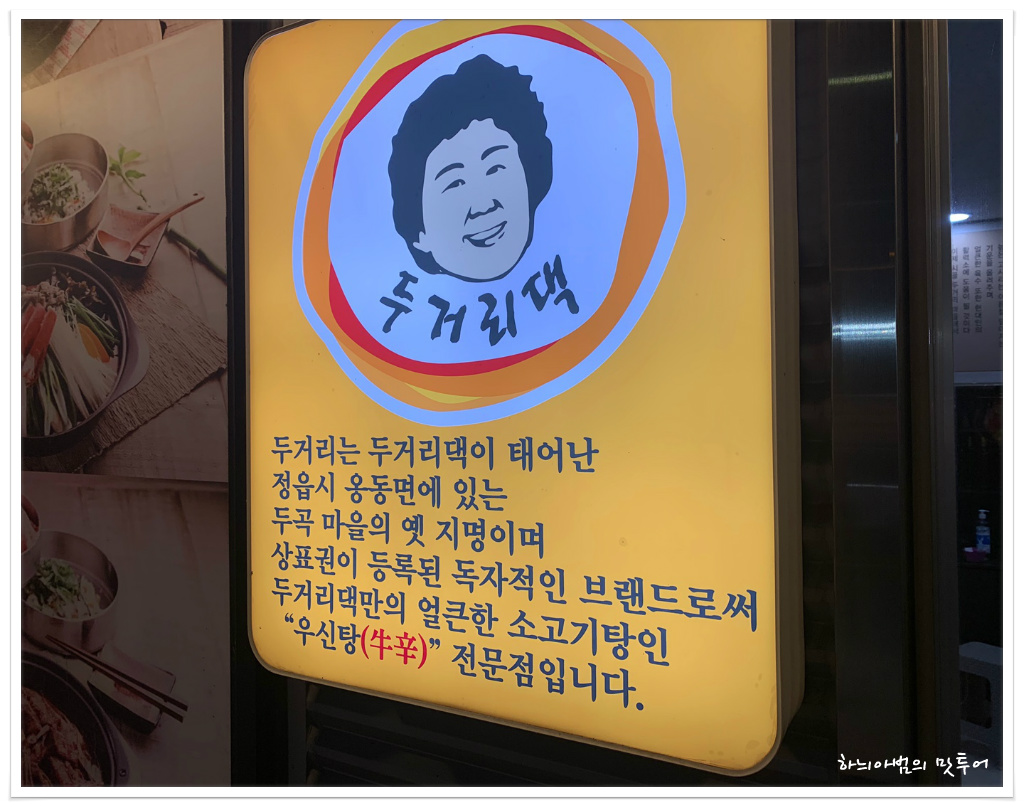 두거리댁
두거리는 두거리댁이 태어난
정읍시 옹동면에 있는
두곡 마을의 옛 지명이며
상표권이 등록된 독자적인 브랜드로써
두거리댁만의 얼큰한 소고기탕인
“우신탕(牛辛)” 전문점입니다.
하늬아범의 맛투어